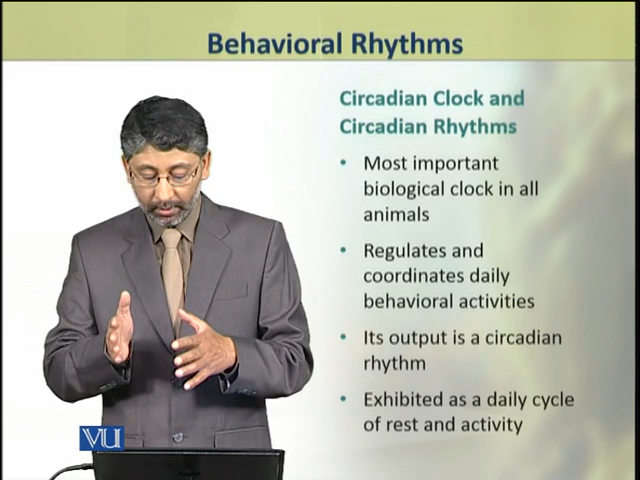 Behavioral Rhythms
Circadian Clock and
Circadian Rhythms
• Most important
biological clock in all
animals
• Regulates and
coordinates daily
behavioral activities
• Its output is a circadian
rhythm
• Exhibited as a daily cycle
of rest and activity
VU